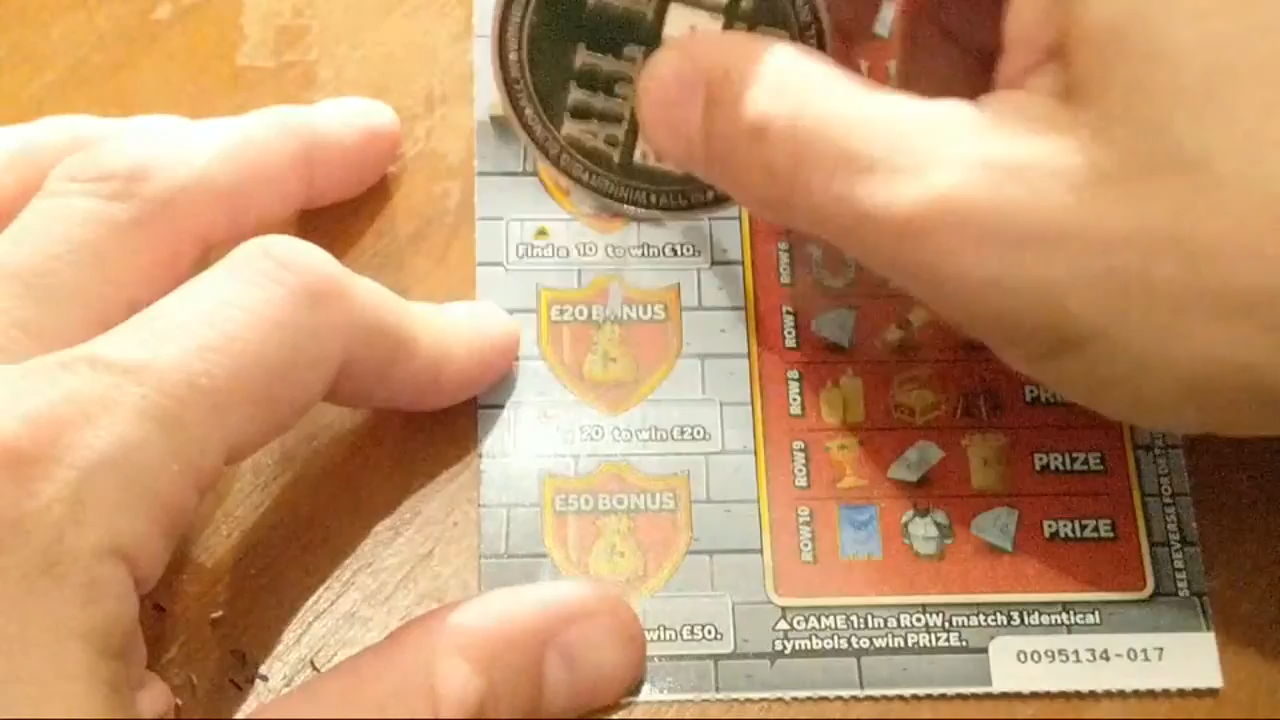 ALL
Find a 10 to win £10.
£20 BONUS
20 to win £20.
£50 BONUS
win £50.
ROW 6
ROW 7
ROW 8
ROW 9
PRIZE
ROW 10
PRIZE
▲GAME 1: In a ROW, match 3 identical
symbols to win PRIZE.
0095134-017